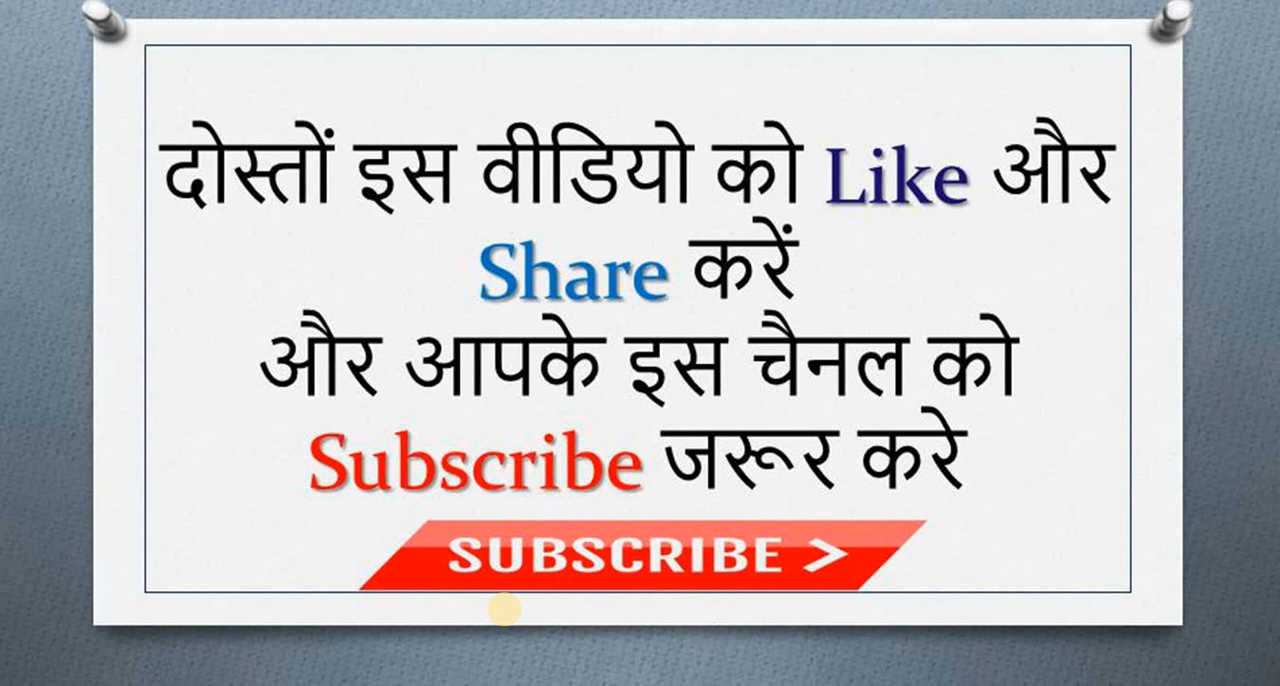 दोस्तों इस वीडियो को Like और
Share करें
और आपके इस चैनल को
Subscribe जरूर करे
SUBSCRIBE >